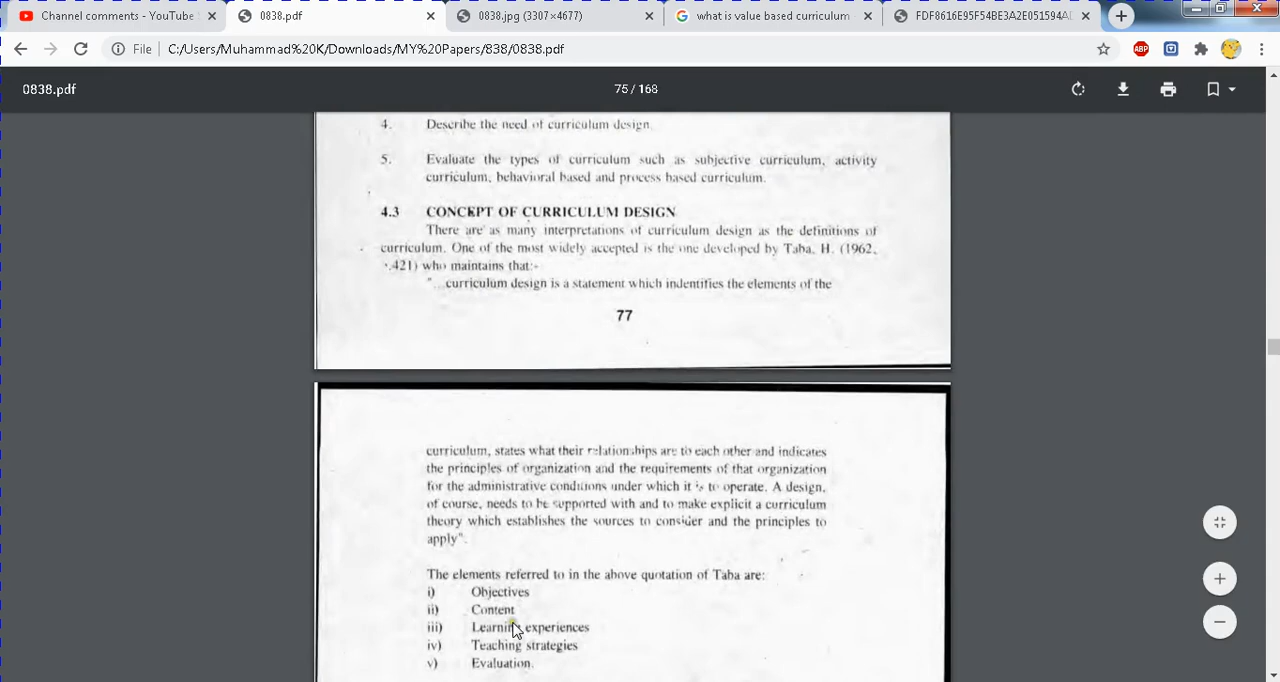 Channel comments - YouTube
0838.pdf
0838.jpg (3307×4677)
what is value based curriculum
FDF8616E95F54BE3A2E051594A
File
C:/Users/Muhammad%20K/Downloads/MY%20Papers/838/0838.pdf
ABP
0838.pdf
75 / 168
4. Describe the need of curriculum design.
5. Evaluate the types of curriculum such as subjective curriculum, activity
curriculum, behavioral based and process based curriculum.
4.3 CONCEPT OF CURRICULUM DESIGN
There are as many interpretations of curriculum design as the definitions of
curriculum. One of the most widely accepted is the one developed by Taba, H. (1962,
.421) who maintains that:-
"...curriculum design is a statement which indentifies the elements of the
77
curriculum, states what their relationships are to each other and indicates
the principles of organization and the requirements of that organization
for the administrative conditions under which it is to operate. A design,
of course, needs to be supported with and to make explicit a curriculum
theory which establishes the sources to consider and the principles to
apply".
The elements referred to in the above quotation of Taba are:
i) Objectives
ii) Content
iii) Learning experiences
iv) Teaching strategies
v) Evaluation.